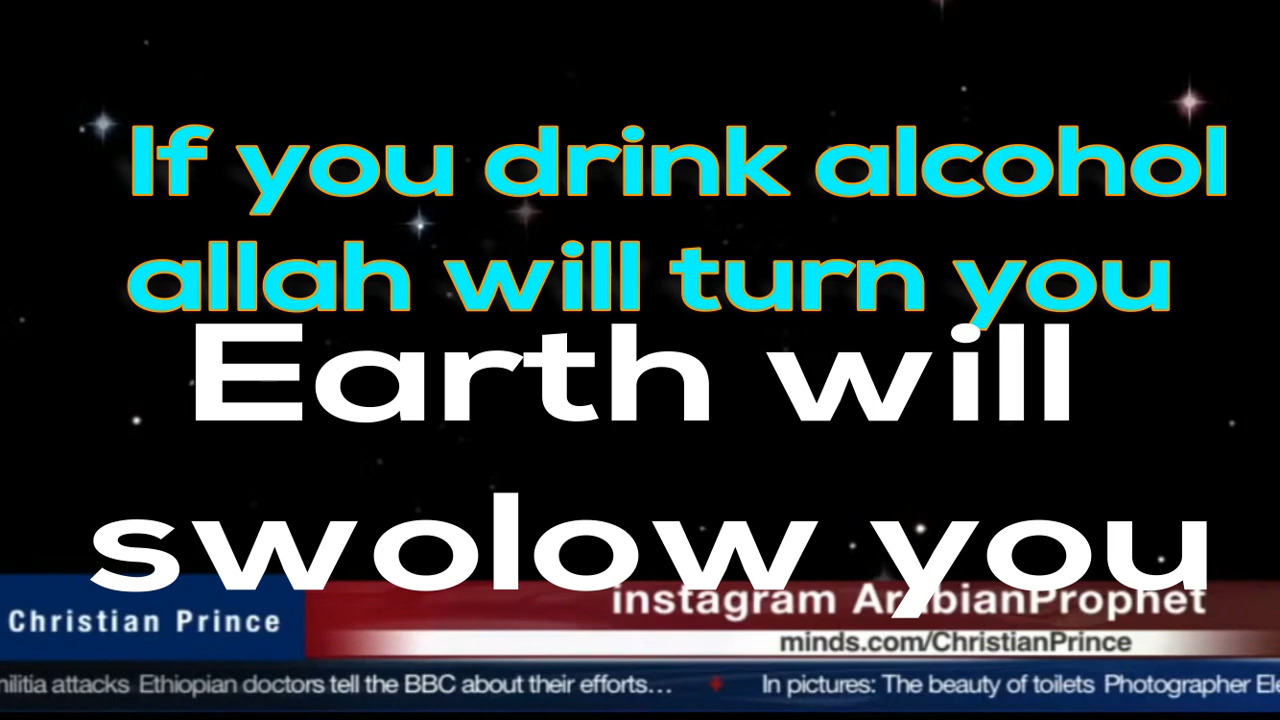 If you drink alcohol
allah will turn you
Earth will
swolow you
instagram ArabianProphet
Christian Prince
minds.com/ChristianPrince
militia attacks Ethiopian doctors tell the BBC about their efforts… In pictures: The beauty of toilets Photographer